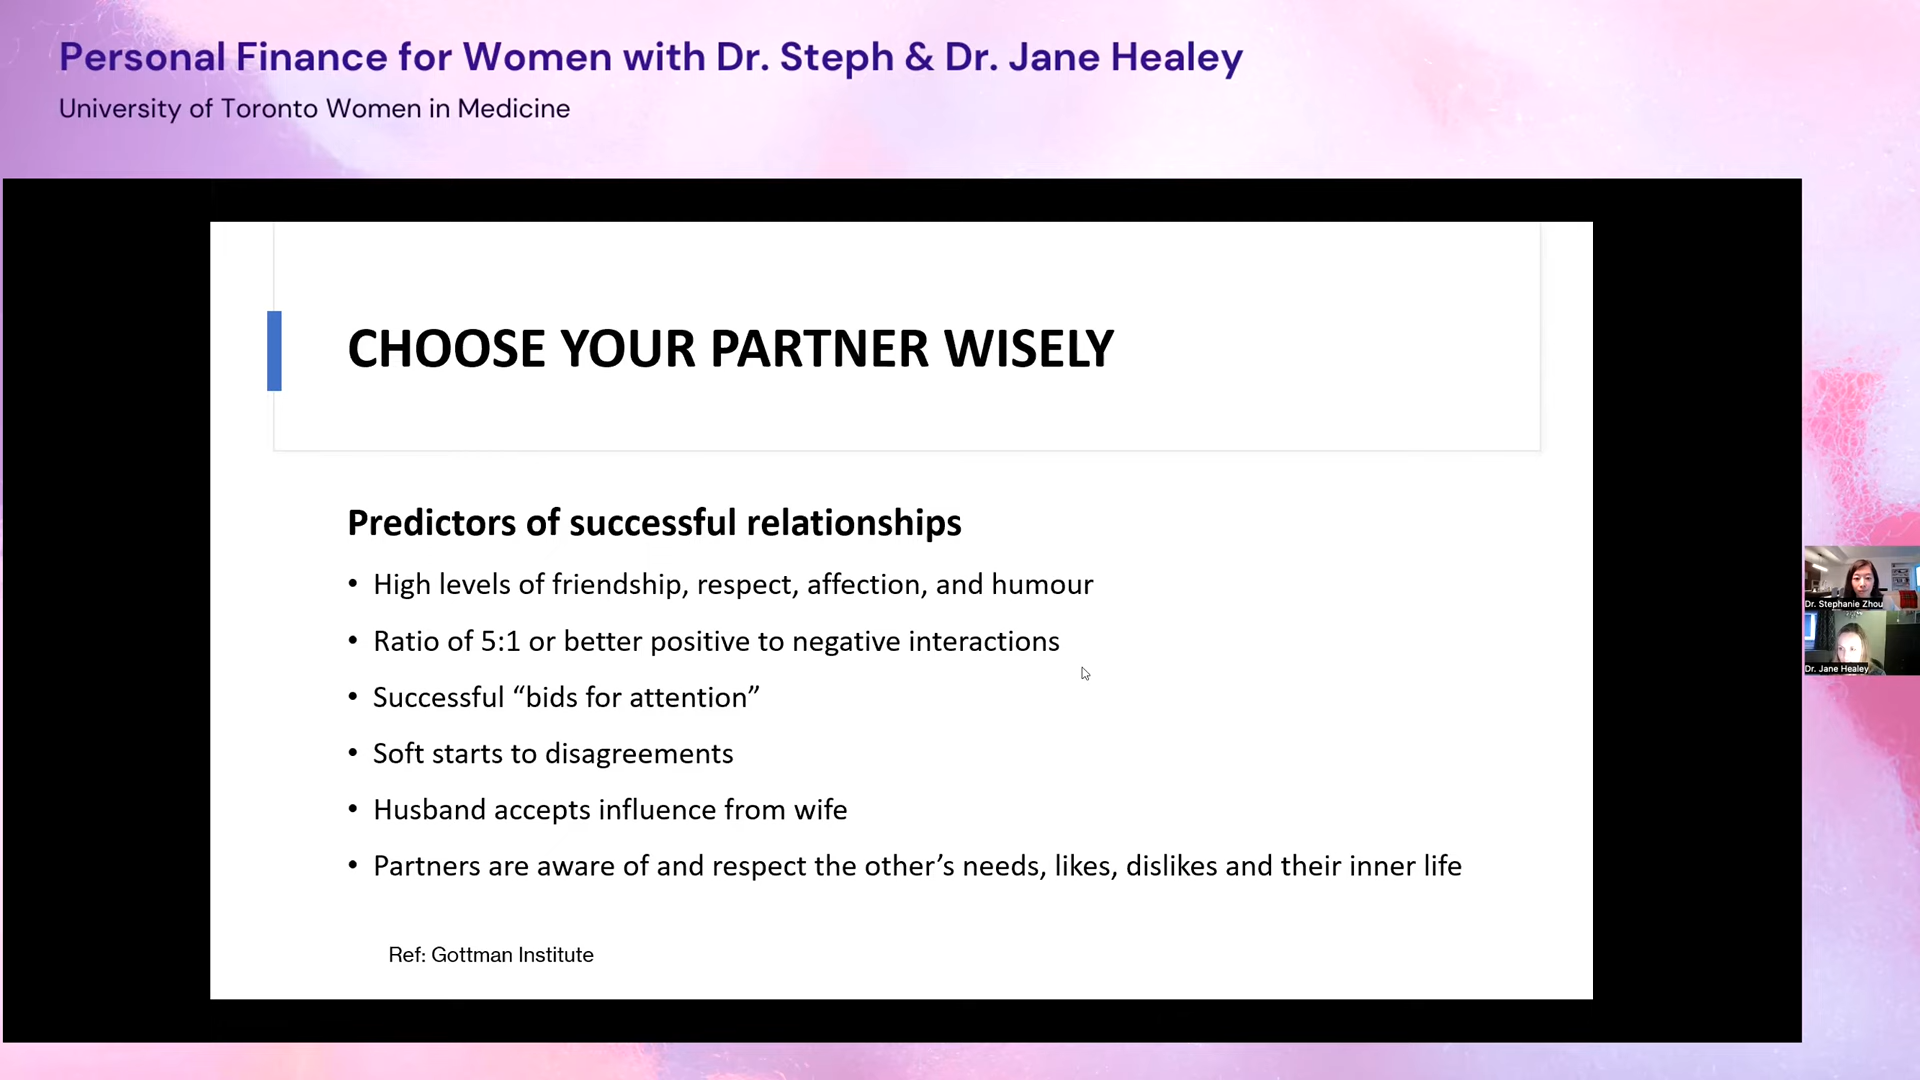 Personal Finance for Women with Dr. Steph & Dr. Jane Healey
University of Toronto Women in Medicine
CHOOSE YOUR PARTNER WISELY
Predictors of successful relationships
• High levels of friendship, respect, affection, and humour
• Ratio of 5:1 or better positive to negative interactions
• Successful “bids for attention”
• Soft starts to disagreements
• Husband accepts influence from wife
• Partners are aware of and respect the other’s needs, likes, dislikes and their inner life
Ref: Gottman Institute
Dr. Stephanie Zhou
Dr. Jane Healey